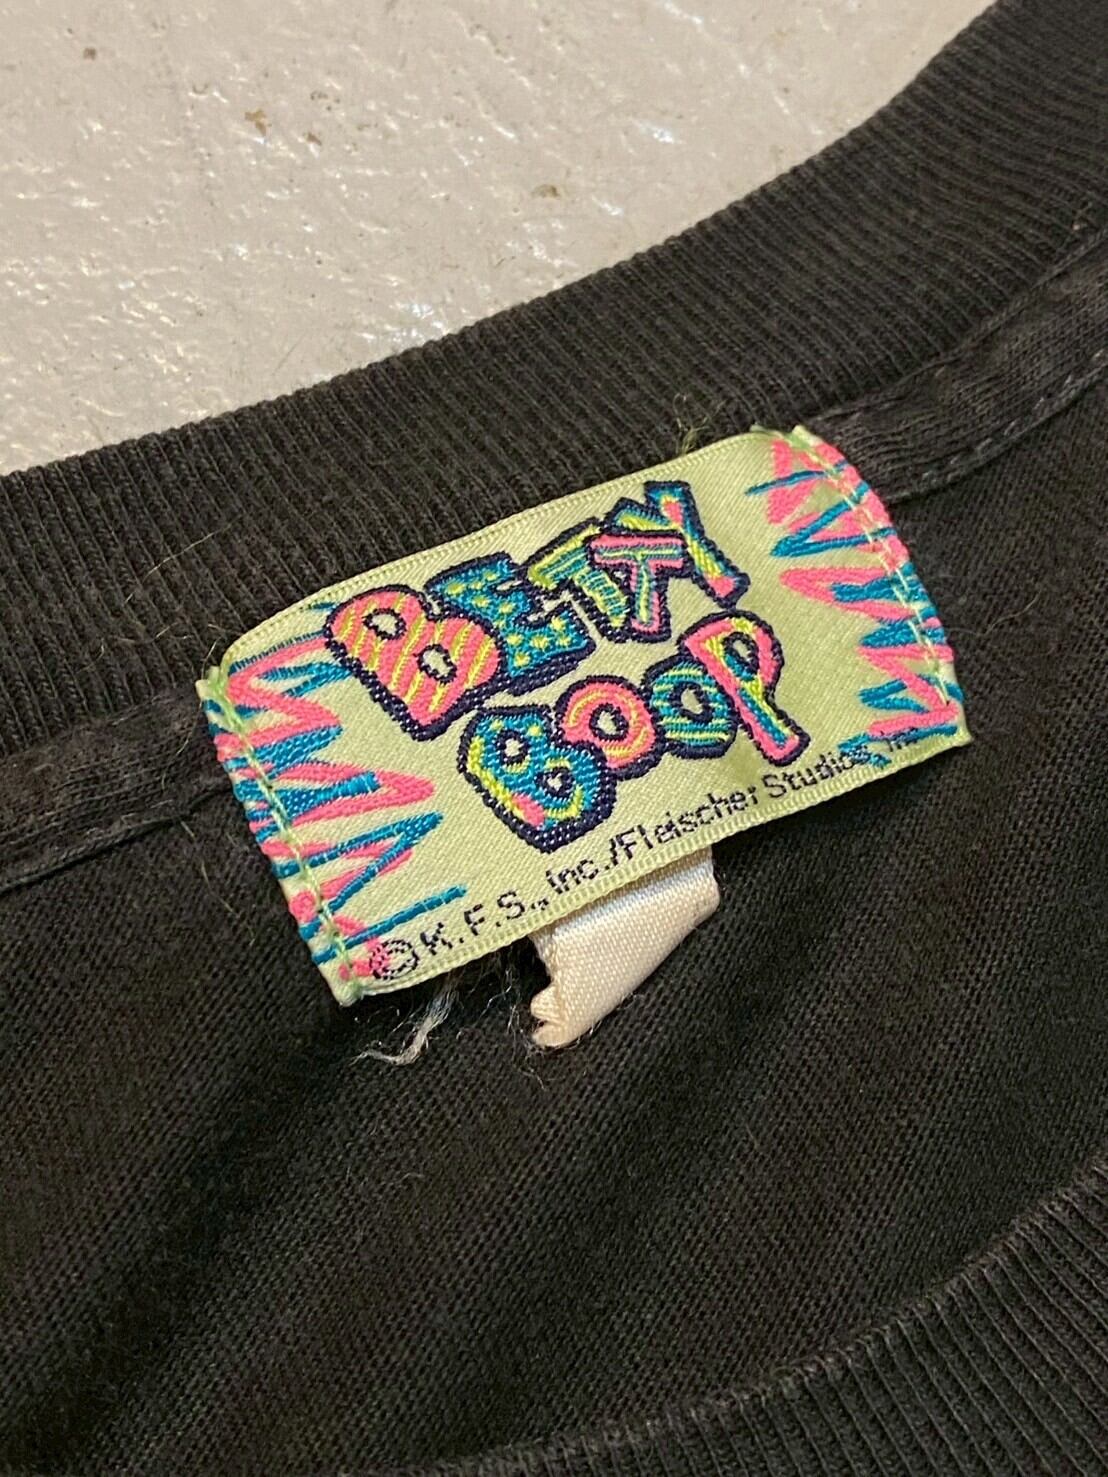 BETTY
BOOP
© K.F.S., Inc./Fleischer Studios, Inc.